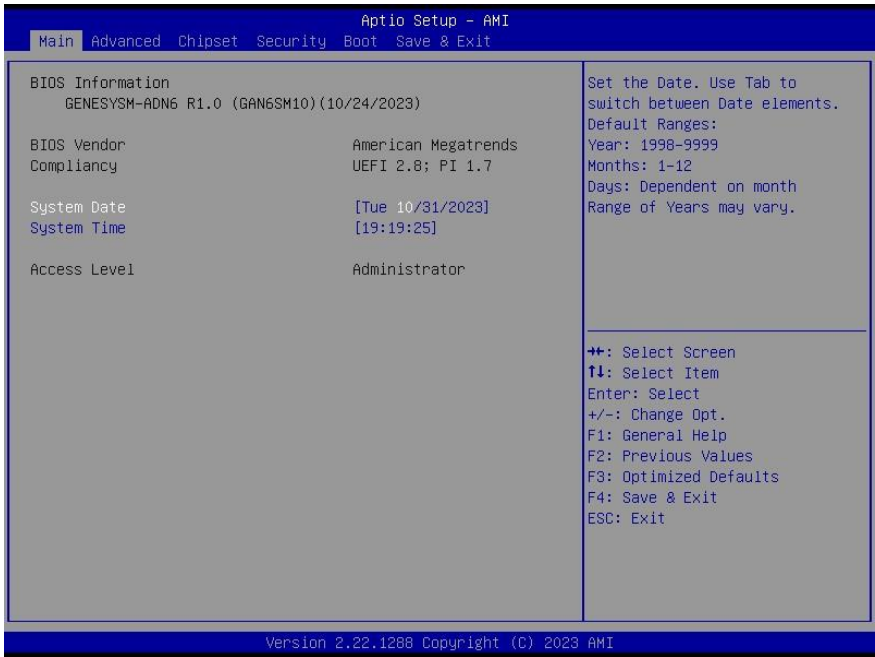 Aptio Setup – AMI
Main Advanced Chipset Security Boot Save & Exit
BIOS Information
GENESYSM-ADN6 R1.0 (GAN6SM10)(10/24/2023)
BIOS Vendor American Megatrends
Compliancy UEFI 2.8; PI 1.7
System Date [Tue 10/31/2023]
System Time [19:19:25]
Access Level Administrator
Set the Date. Use Tab to
switch between Date elements.
Default Ranges:
Year: 1998-9999
Months: 1-12
Days: Dependent on month
Range of Years may vary.
→←: Select Screen
↑↓: Select Item
Enter: Select
+/-: Change Opt.
F1: General Help
F2: Previous Values
F3: Optimized Defaults
F4: Save & Exit
ESC: Exit
Version 2.22.1288 Copyright (C) 2023 AMI